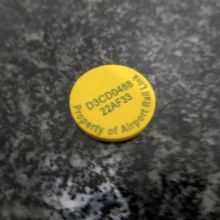 D3CD0488
22AF33
Property of Airport Rail Link